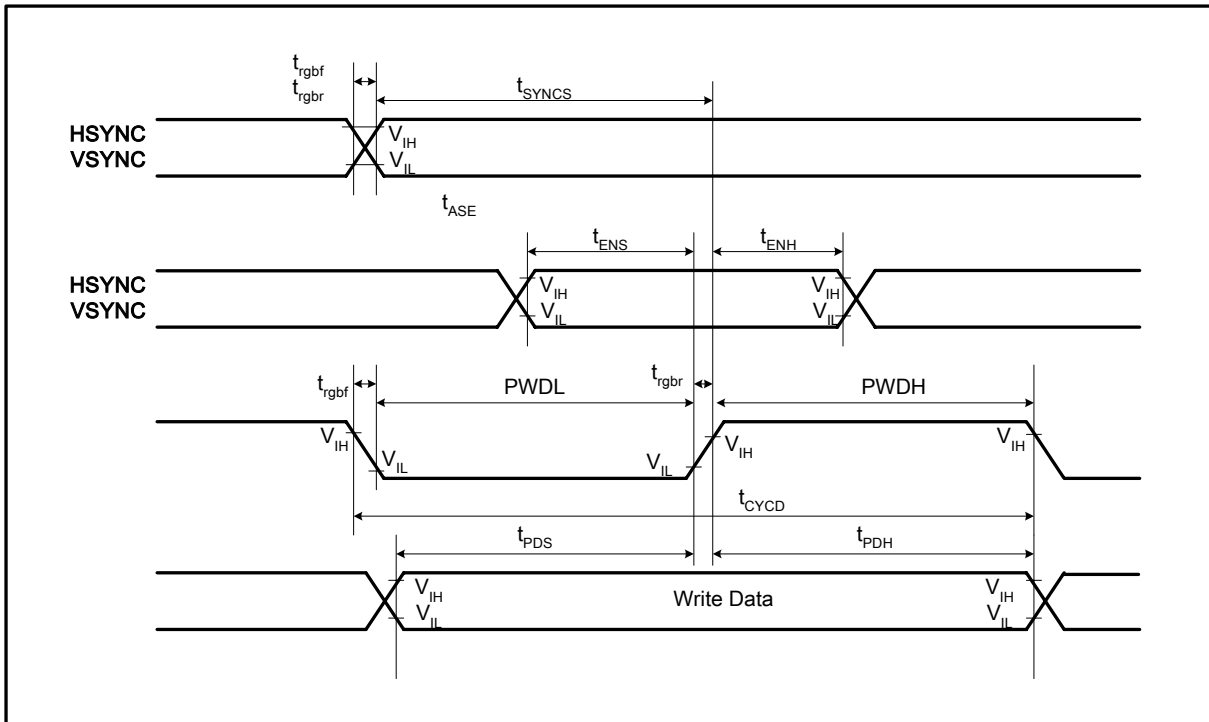 t_rgbf
t_rgbr
t_SYNCS
HSYNC
VSYNC
V_IH
V_IL
t_ASE
t_ENS
t_ENH
HSYNC
VSYNC
V_IH
V_IL
V_IH
V_IL
t_rgbf
PWDL
t_rgbr
PWDH
V_IH
V_IL
V_IL
V_IH
V_IH
t_CYCD
t_PDS
t_PDH
V_IH
V_IL
Write Data
V_IH
V_IL